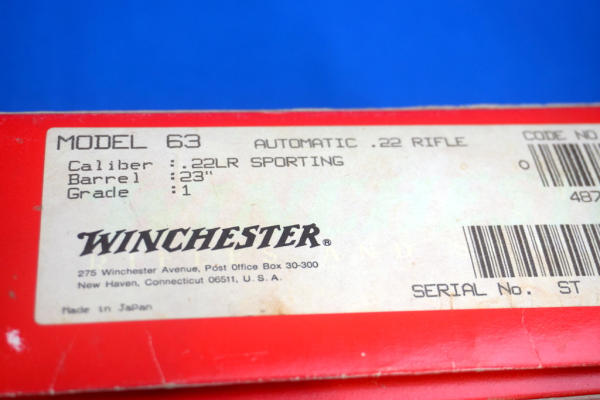 MODEL 63 AUTOMATIC .22 RIFLE CODE NO
Caliber :.22LR SPORTING
Barrel :23"
Grade :1
0
487
WINCHESTER®
275 Winchester Avenue, Post Office Box 30-300
New Haven, Connecticut 06511, U.S.A.
SERIAL No. ST
Made in Japan